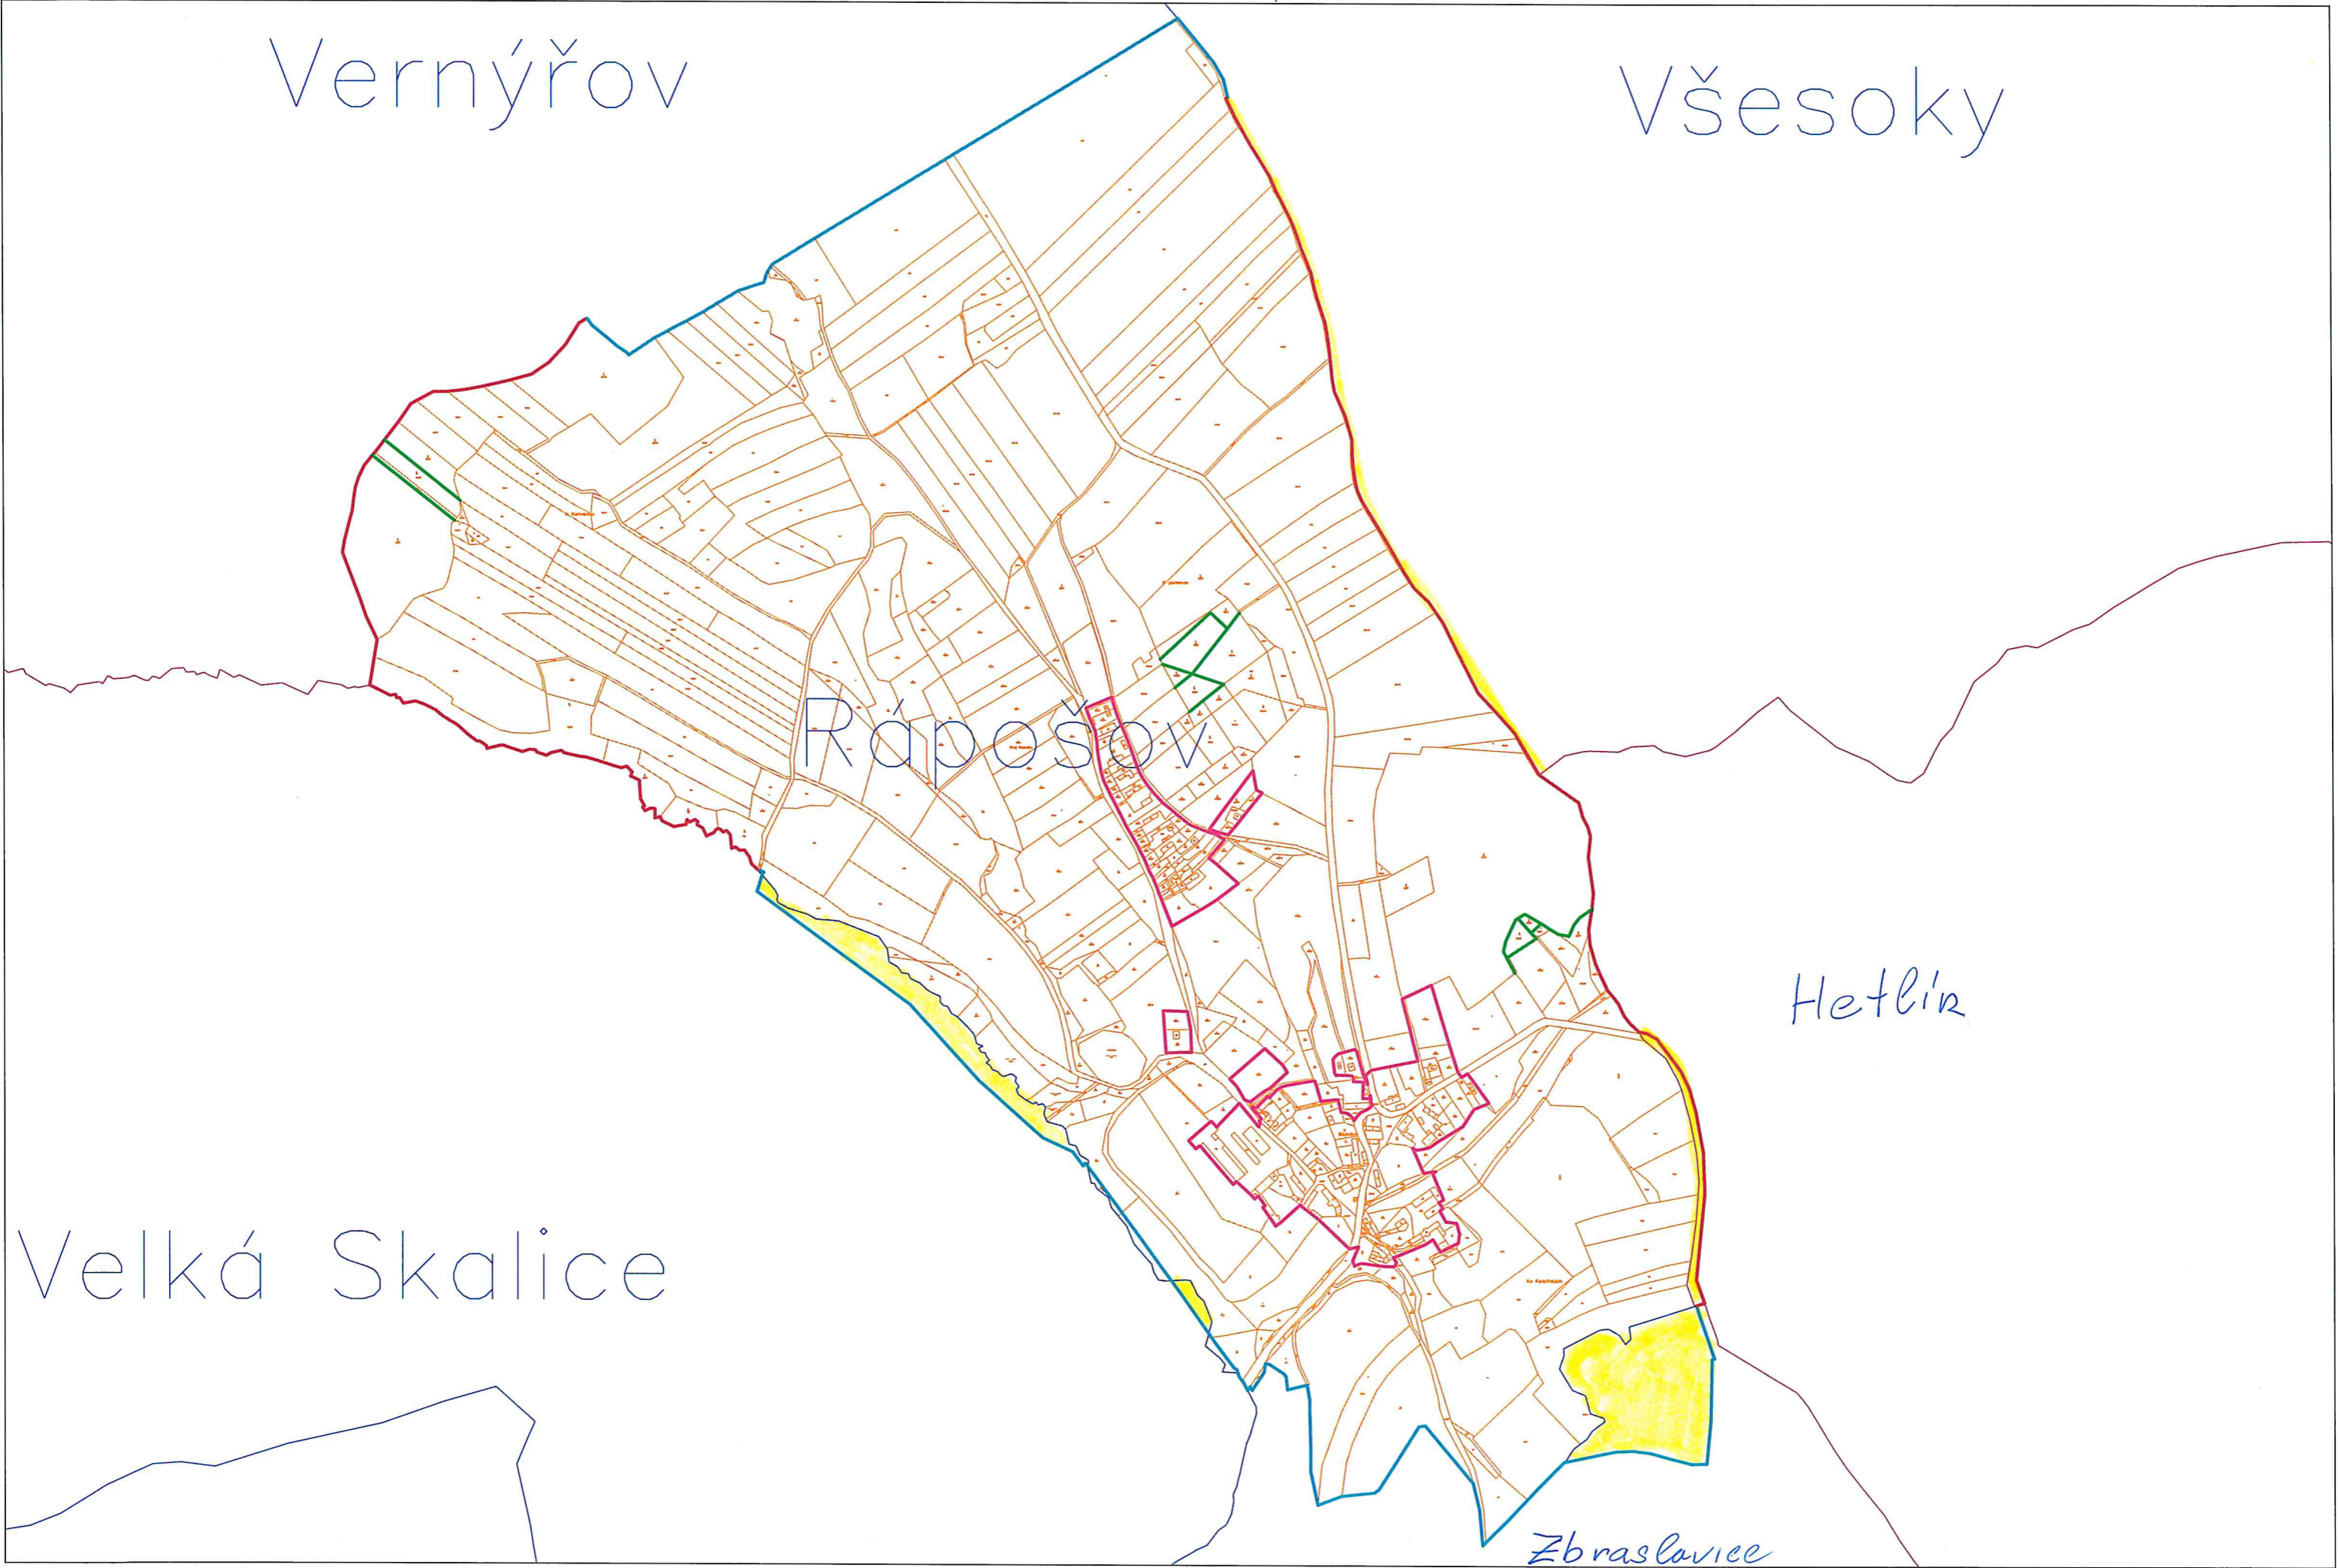 Vernýřov
Všesoky
Rápošov
Hetlín
Velká Skalice
Zbraslavice